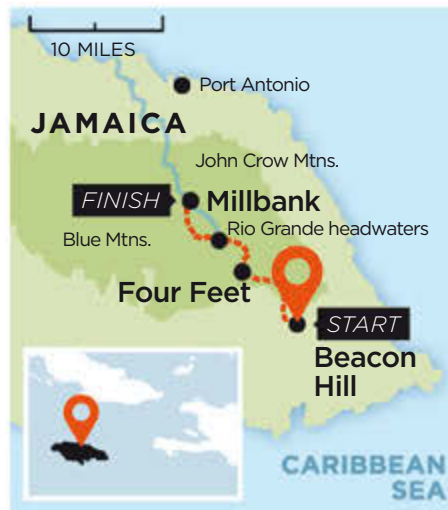 10 MILES
Port Antonio
JAMAICA
John Crow Mtns.
FINISH
Millbank
Rio Grande headwaters
Blue Mtns.
Four Feet
START
Beacon
Hill
CARIBBEAN
SEA